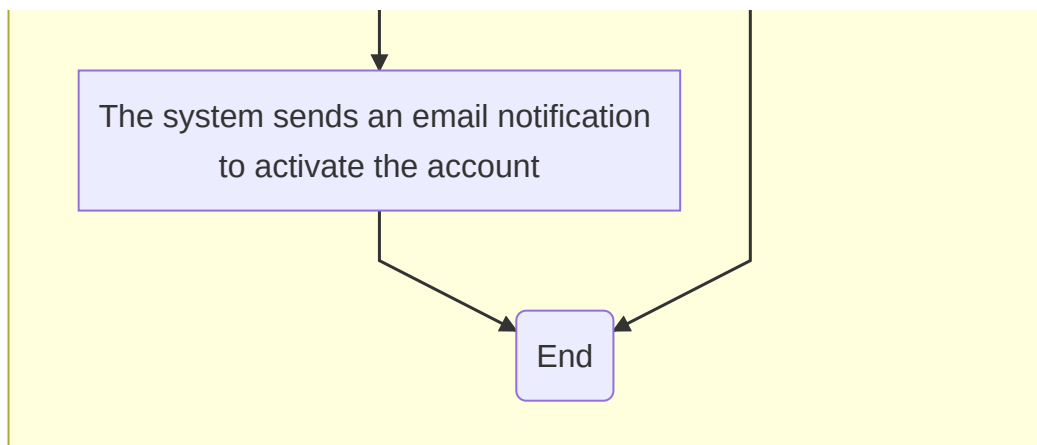 The system sends an email notification
to activate the account
End